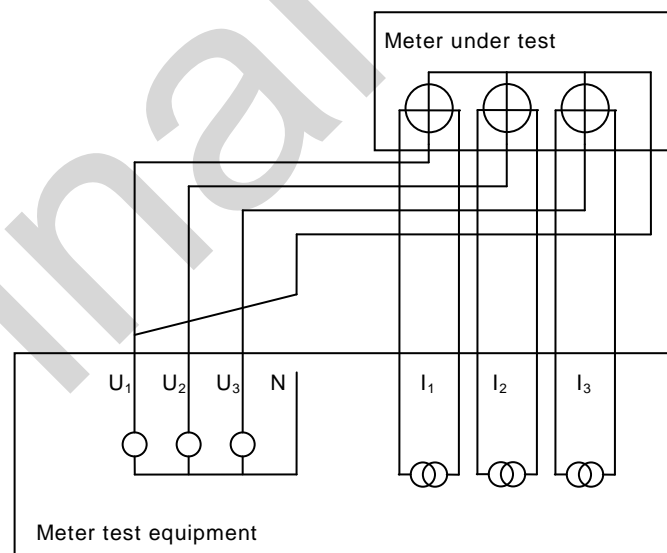 Meter under test
U₁ U₂ U₃ N I₁ I₂ I₃
Meter test equipment